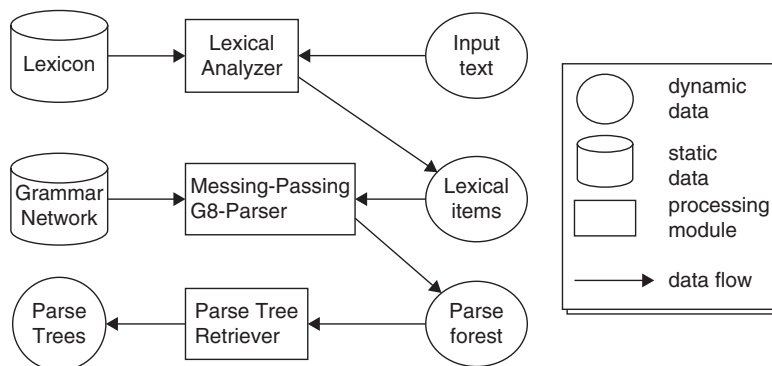 Lexicon
Lexical
Analyzer
Input
text
Grammar
Network
Messing-Passing
G8-Parser
Lexical
items
Parse
Trees
Parse Tree
Retriever
Parse
forest
dynamic
data
static
data
processing
module
data flow